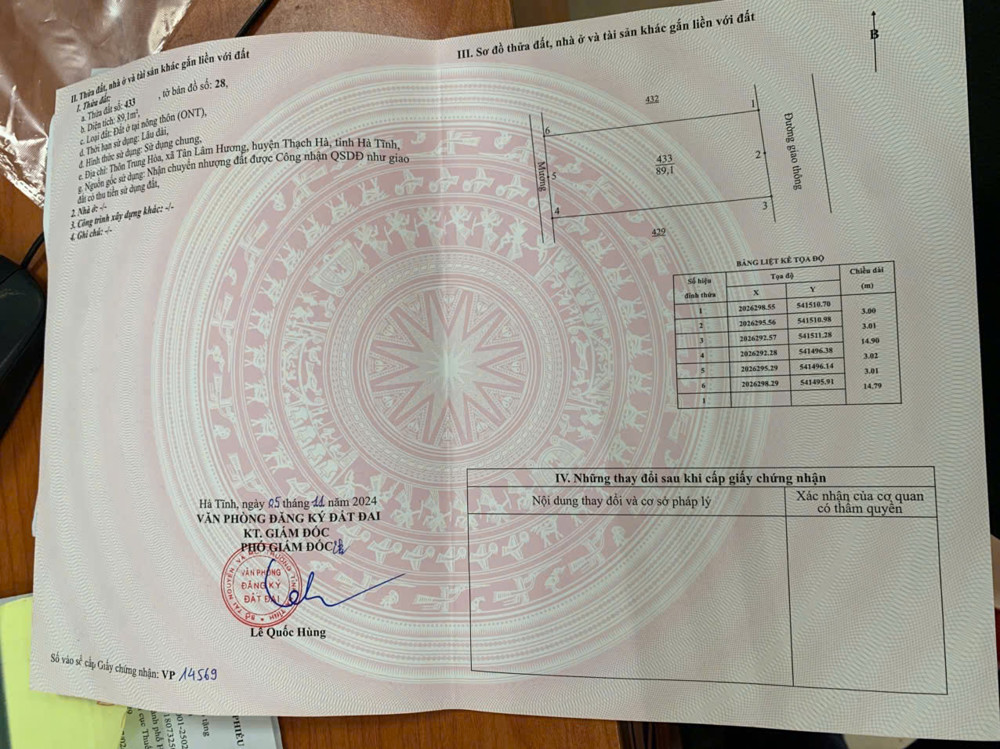 II. Thửa đất, nhà ở và tài sản khác gắn liền với đất
1. Thửa đất:
a. Thửa đất số: 433 , tờ bản đồ số: 28,
b. Diện tích: 89,1m²,
c. Loại đất: Đất ở tại nông thôn (ONT),
d. Thời hạn sử dụng: Lâu dài,
đ. Hình thức sử dụng: Sử dụng chung,
e. Địa chỉ: Thôn Trung Hòa, xã Tân Lâm Hương, huyện Thạch Hà, tỉnh Hà Tĩnh,
g. Nguồn gốc sử dụng: Nhận chuyển nhượng đất được Công nhận QSDĐ như giao
đất có thu tiền sử dụng đất,
2. Nhà ở: -/-
3. Công trình xây dựng khác: -/-
4. Ghi chú: -/-
Hà Tĩnh, ngày 05 tháng 11 năm 2024
VĂN PHÒNG ĐĂNG KÝ ĐẤT ĐAI
KT. GIÁM ĐỐC
PHÓ GIÁM ĐỐC
VĂN PHÒNG
ĐĂNG KÝ
ĐẤT ĐAI
Lê Quốc Hùng
Số vào sổ cấp Giấy chứng nhận: VP 14569
III. Sơ đồ thửa đất, nhà ở và tài sản khác gắn liền với đất
B
432
1
6
Đường giao thông
433
89,1
2
Mương
5
3
4
429
BẢNG LIỆT KÊ TỌA ĐỘ
Số hiệu đỉnh thửa Tọa độ Chiều dài (m)
X Y
1 2026298.55 541510.70
3.00
2 2026295.56 541510.98
3.01
3 2026292.57 541511.28
14.90
4 2026292.28 541496.38
3.02
5 2026295.29 541496.14
3.01
6 2026298.29 541495.91
14.79
1
IV. Những thay đổi sau khi cấp giấy chứng nhận
Nội dung thay đổi và cơ sở pháp lý Xác nhận của cơ quan
có thẩm quyền
PHIẾU